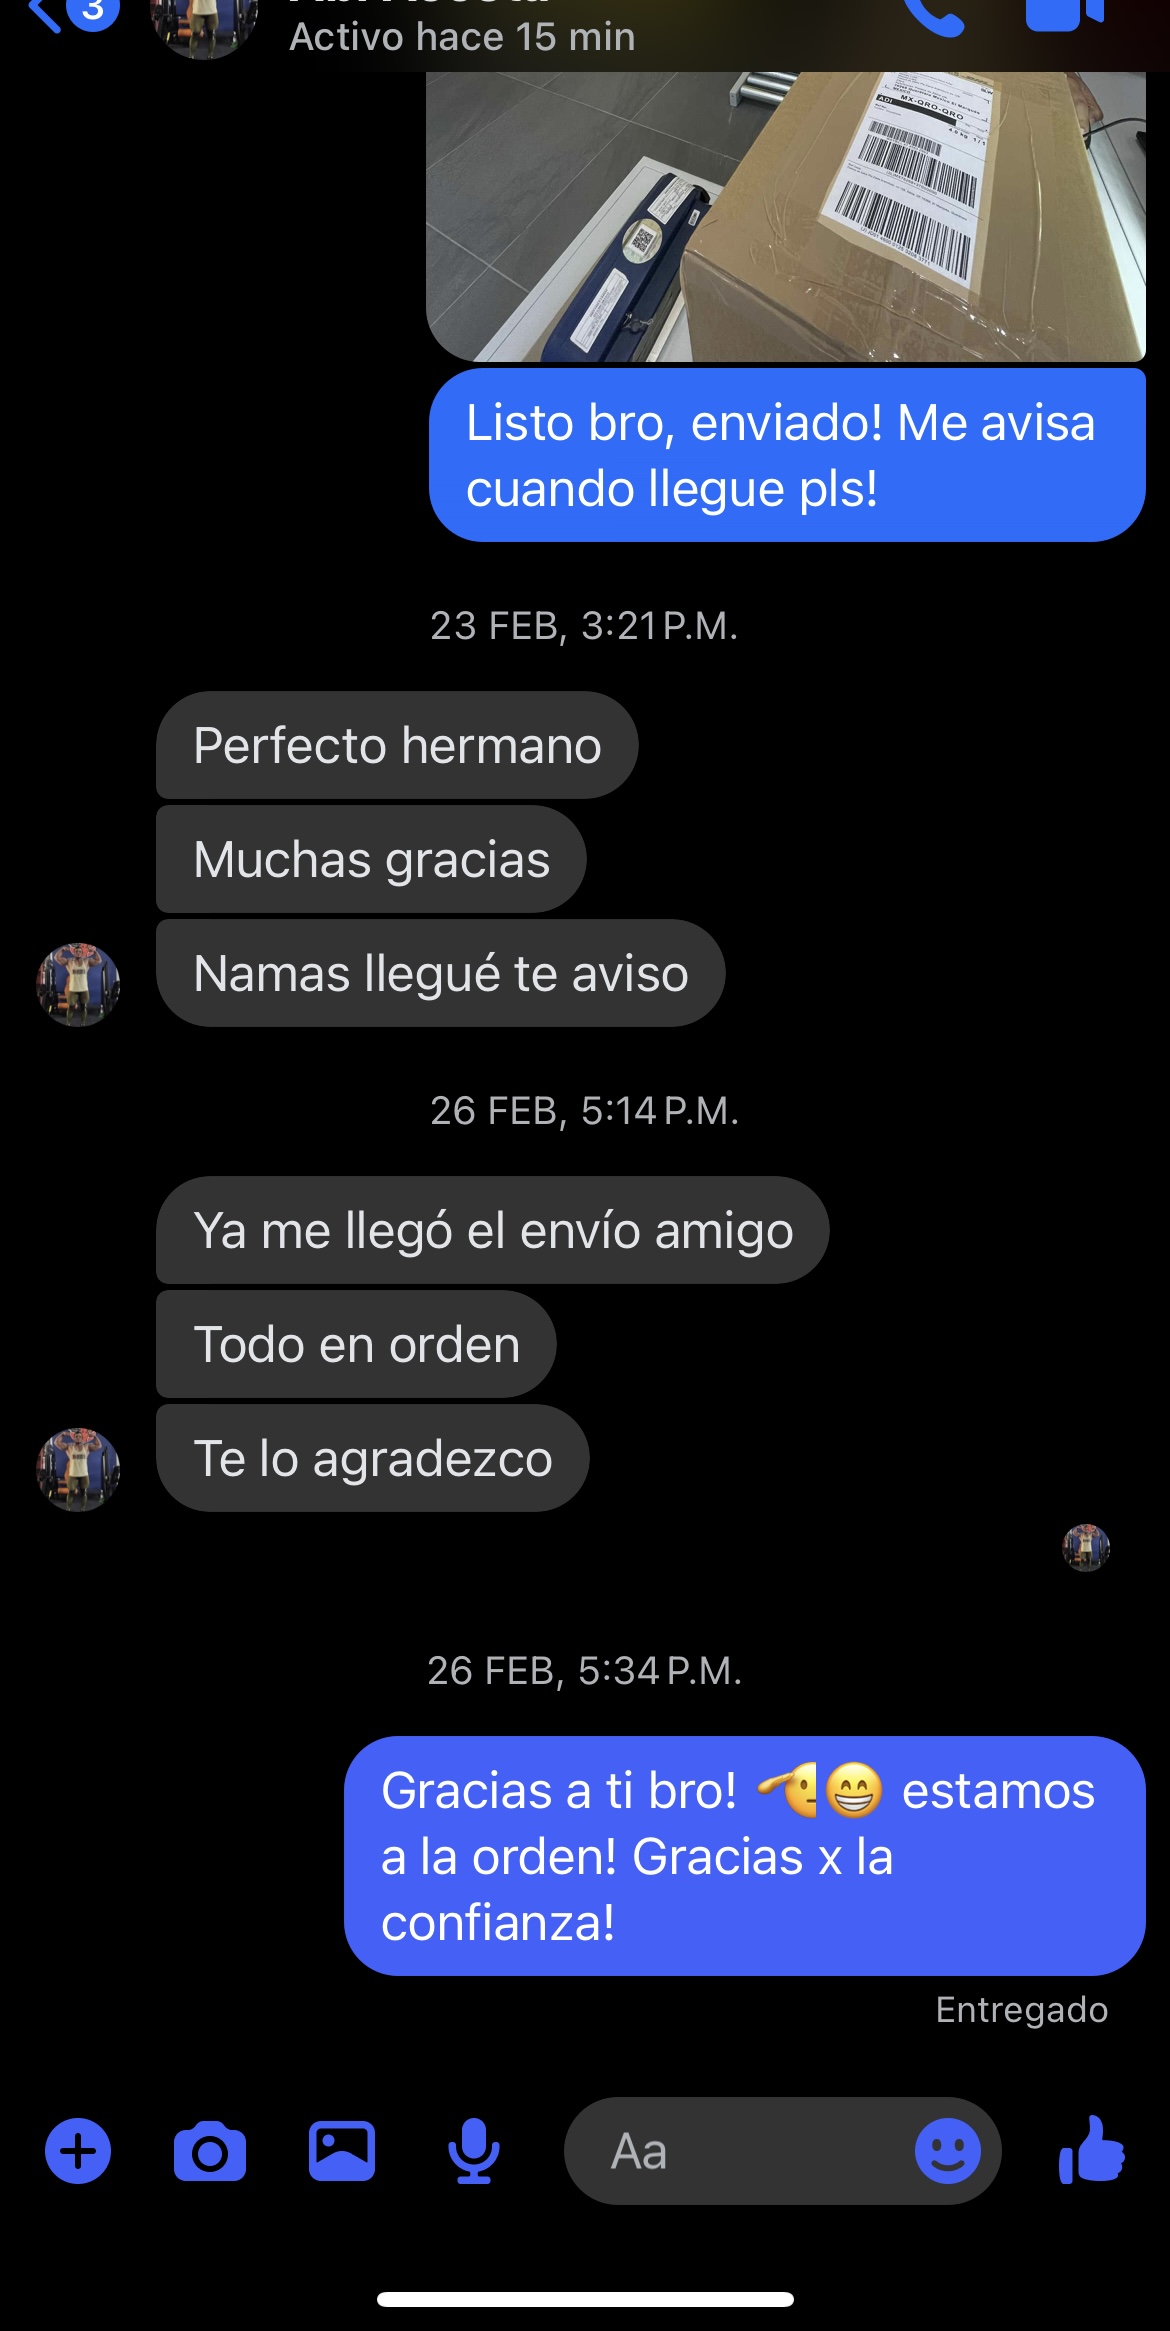 3
Activo hace 15 min
MX-QRO-QRO
Listo bro, enviado! Me avisa
cuando llegue pls!
23 FEB, 3:21 P.M.
Perfecto hermano
Muchas gracias
Namas llegué te aviso
26 FEB, 5:14 P.M.
Ya me llegó el envío amigo
Todo en orden
Te lo agradezco
26 FEB, 5:34 P.M.
Gracias a ti bro! 🫡😁 estamos
a la orden! Gracias x la
confianza!
Entregado
Aa